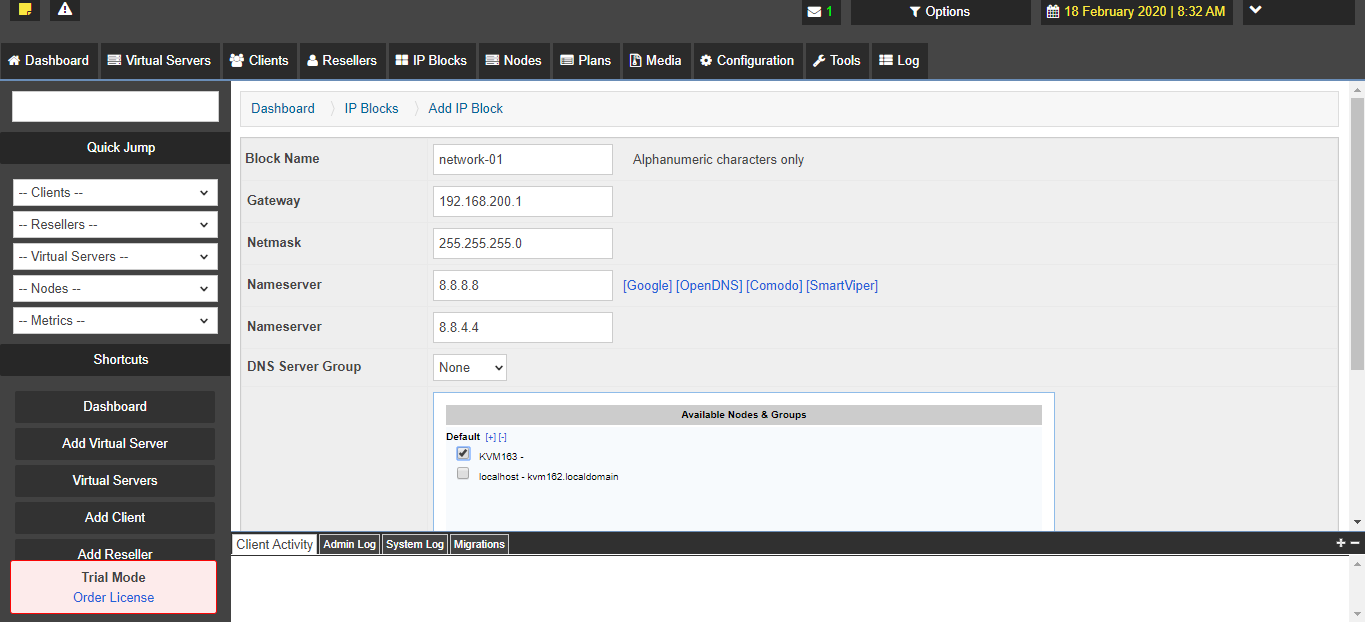 1
Options
18 February 2020 | 8:32 AM
Dashboard Virtual Servers Clients Resellers IP Blocks Nodes Plans Media Configuration Tools Log
Quick Jump
-- Clients --
-- Resellers --
-- Virtual Servers --
-- Nodes --
-- Metrics --
Shortcuts
Dashboard
Add Virtual Server
Virtual Servers
Add Client
Add Reseller
Trial Mode
Order License
Dashboard IP Blocks Add IP Block
Block Name network-01 Alphanumeric characters only
Gateway 192.168.200.1
Netmask 255.255.255.0
Nameserver 8.8.8.8 [Google] [OpenDNS] [Comodo] [SmartViper]
Nameserver 8.8.4.4
DNS Server Group None
Available Nodes & Groups
Default [+] [-]
KVM163 -
localhost - kvm162.localdomain
Client Activity Admin Log System Log Migrations